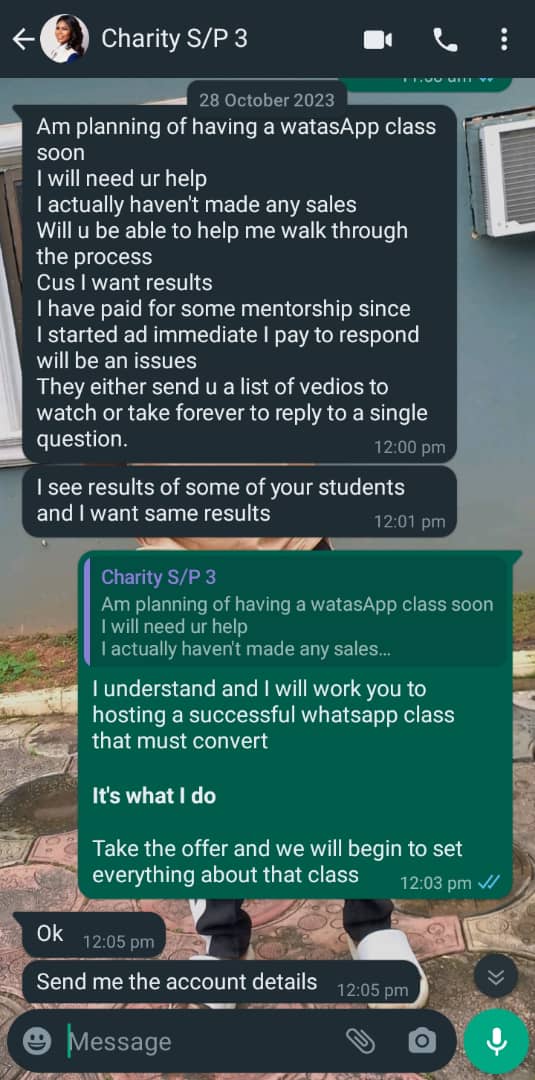 Charity S/P 3
28 October 2023
Am planning of having a watasApp class
soon
I will need ur help
I actually haven't made any sales
Will u be able to help me walk through
the process
Cus I want results
I have paid for some mentorship since
I started ad immediate I pay to respond
will be an issues
They either send u a list of vedios to
watch or take forever to reply to a single
question.
12:00 pm
I see results of some of your students
and I want same results
12:01 pm
Charity S/P 3
Am planning of having a watasApp class soon
I will need ur help
I actually haven't made any sales...
I understand and I will work you to
hosting a successful whatsapp class
that must convert
It's what I do
Take the offer and we will begin to set
everything about that class
12:03 pm
Ok
12:05 pm
Send me the account details
12:05 pm
Message